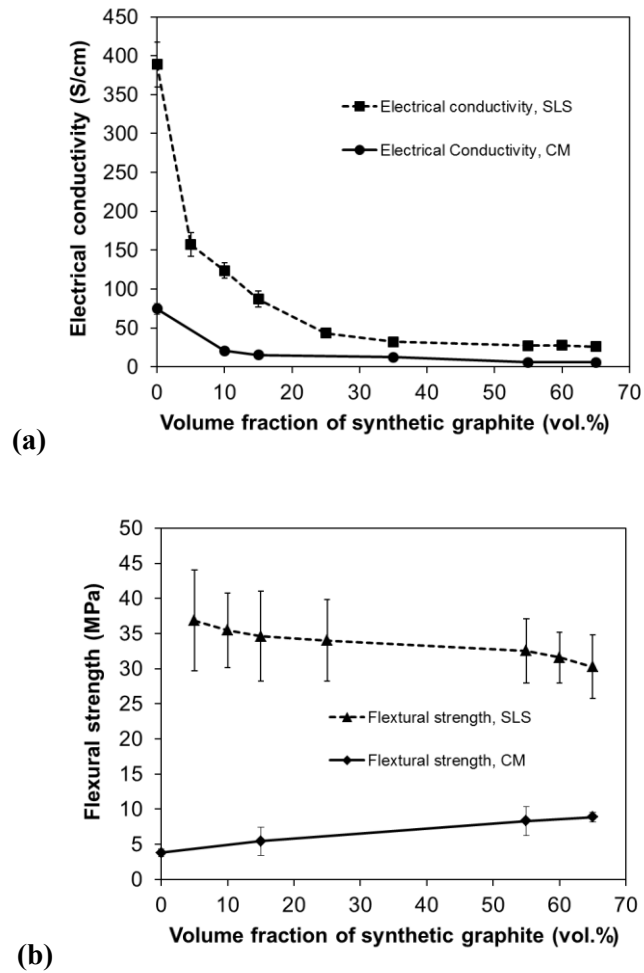 450
400
350
300
250
200
150
100
50
0
Electrical conductivity (S/cm)
Electrical conductivity, SLS
Electrical Conductivity, CM
0 10 20 30 40 50 60 70
Volume fraction of synthetic graphite (vol.%)
(a)
50
45
40
35
30
25
20
15
10
5
0
Flexural strength (MPa)
Flextural strength, SLS
Flextural strength, CM
0 10 20 30 40 50 60 70
Volume fraction of synthetic graphite (vol.%)
(b)